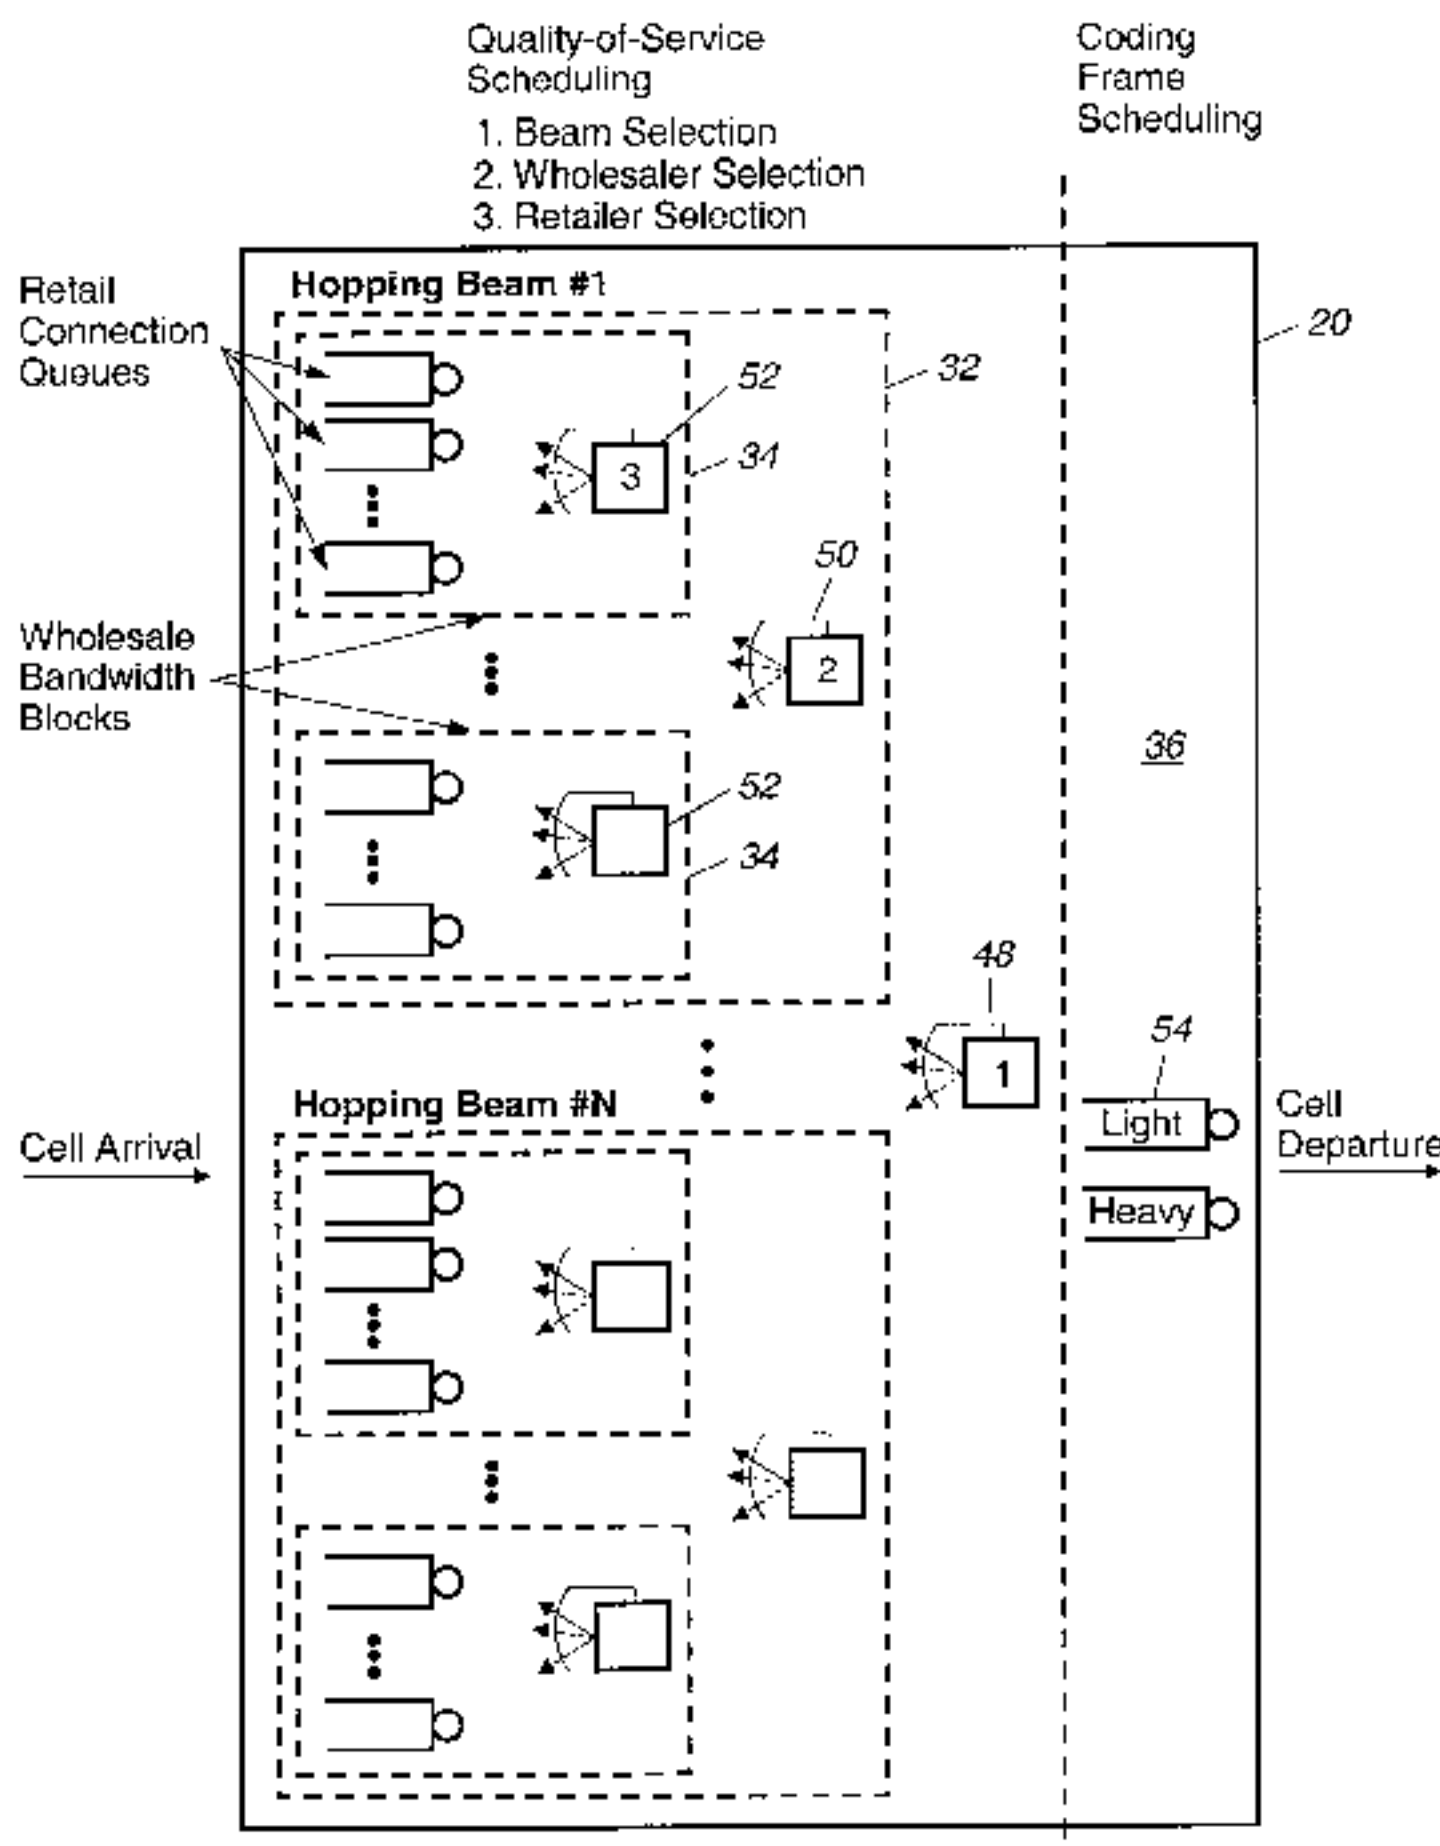 Quality-of-Service
Scheduling
1. Beam Selection
2. Wholesaler Selection
3. Retailer Selection
Coding
Frame
Scheduling
Hopping Beam #1
Retail
Connection
Queues
20
32
52
34
3
50
2
Wholesale
Bandwidth
Blocks
36
52
34
48
1
54
Light
Heavy
Cell
Departure
Hopping Beam #N
Cell Arrival